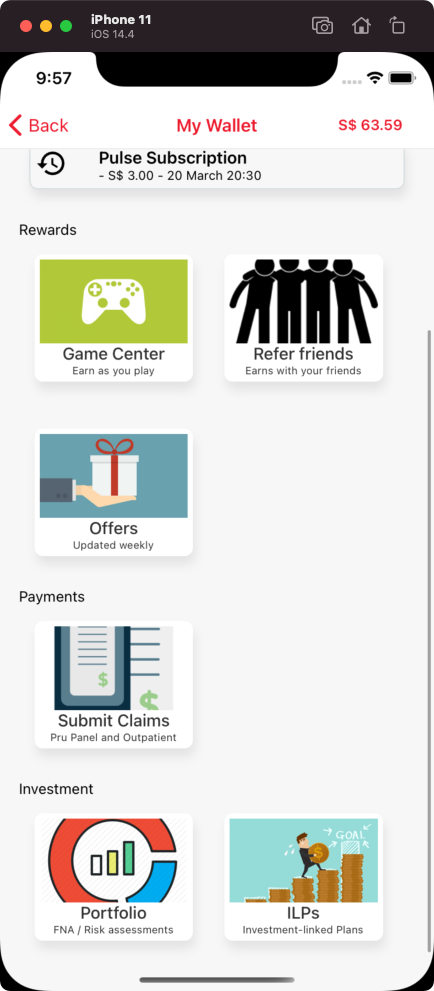 iPhone 11
iOS 14.4
9:57
Back
My Wallet
S$ 63.59
Pulse Subscription
- S$ 3.00 - 20 March 20:30
Rewards
Game Center
Earn as you play
Refer friends
Earns with your friends
Offers
Updated weekly
Payments
$
$
Submit Claims
Pru Panel and Outpatient
Investment
GOAL
Portfolio
FNA / Risk assessments
ILPs
Investment-linked Plans